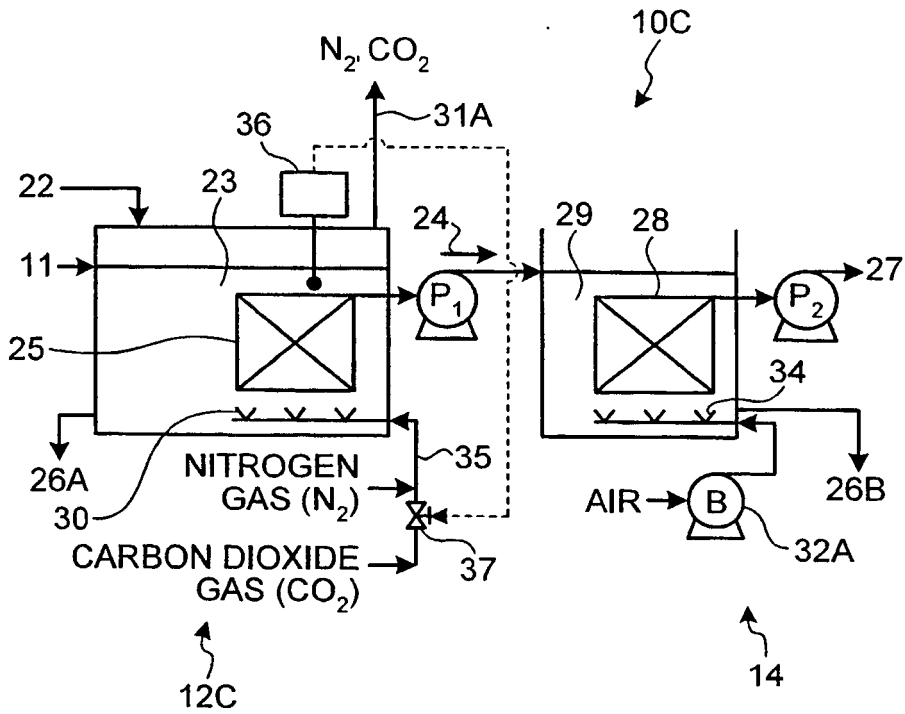 10C
N2, CO2
31A
36
22
23
24
29
28
11
P1
P2
27
25
34
35
26A
NITROGEN
GAS (N2)
30
AIR
B
26B
32A
CARBON DIOXIDE
GAS (CO2)
37
12C
14